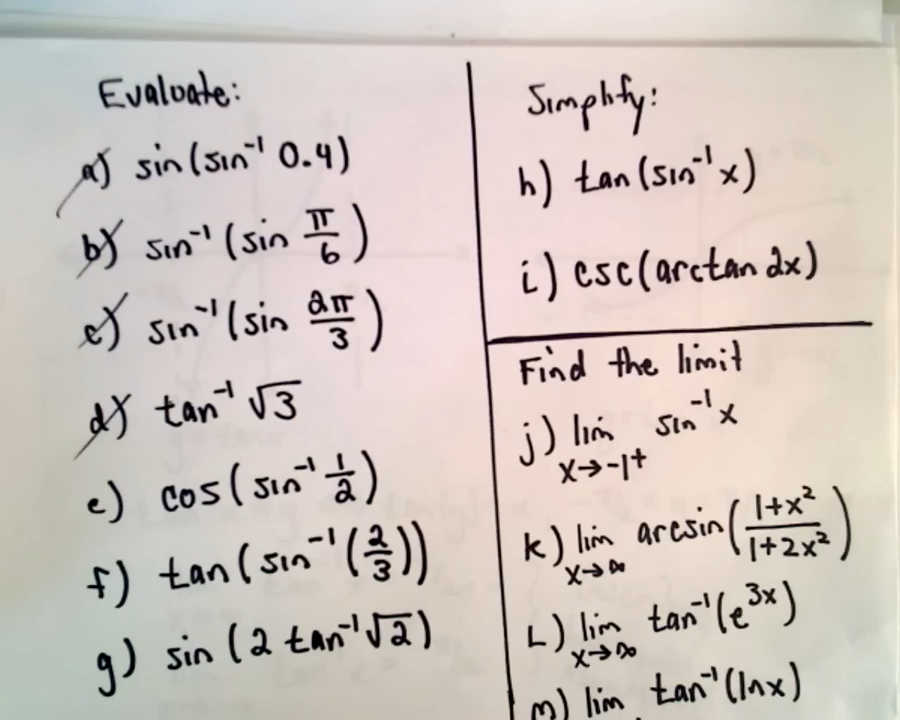 Evaluate:
a) sin(sin⁻¹ 0.4)
b) sin⁻¹(sin π/6)
c) sin⁻¹(sin 2π/3)
d) tan⁻¹ √3
e) cos(sin⁻¹ 1/2)
f) tan(sin⁻¹(2/3))
g) sin(2 tan⁻¹√2)
Simplify:
h) tan(sin⁻¹ x)
i) csc(arctan 2x)
Find the limit
j) lim x→-1⁺ sin⁻¹ x
k) lim x→∞ arcsin((1+x²)/(1+2x²))
L) lim x→∞ tan⁻¹(e³ˣ)
m) lim tan⁻¹(ln x)